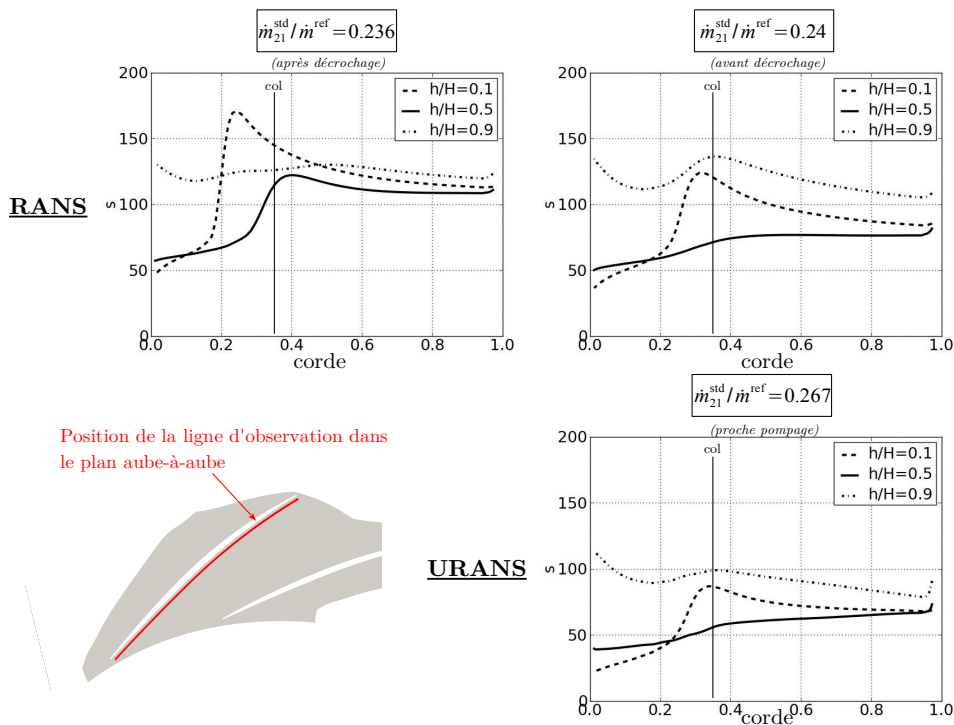 ṁ₂₁ˢᵗᵈ/ṁʳᵉᶠ=0.236
(après décrochage)
col
200
150
100
50
0
s
h/H=0.1
h/H=0.5
h/H=0.9
0.0 0.2 0.4 0.6 0.8 1.0
corde
RANS
ṁ₂₁ˢᵗᵈ/ṁʳᵉᶠ=0.24
(avant décrochage)
col
200
150
100
50
0
s
h/H=0.1
h/H=0.5
h/H=0.9
0.0 0.2 0.4 0.6 0.8 1.0
corde
Position de la ligne d'observation dans
le plan aube-à-aube
URANS
ṁ₂₁ˢᵗᵈ/ṁʳᵉᶠ=0.267
(proche pompage)
col
200
150
100
50
0
s
h/H=0.1
h/H=0.5
h/H=0.9
0.0 0.2 0.4 0.6 0.8 1.0
corde